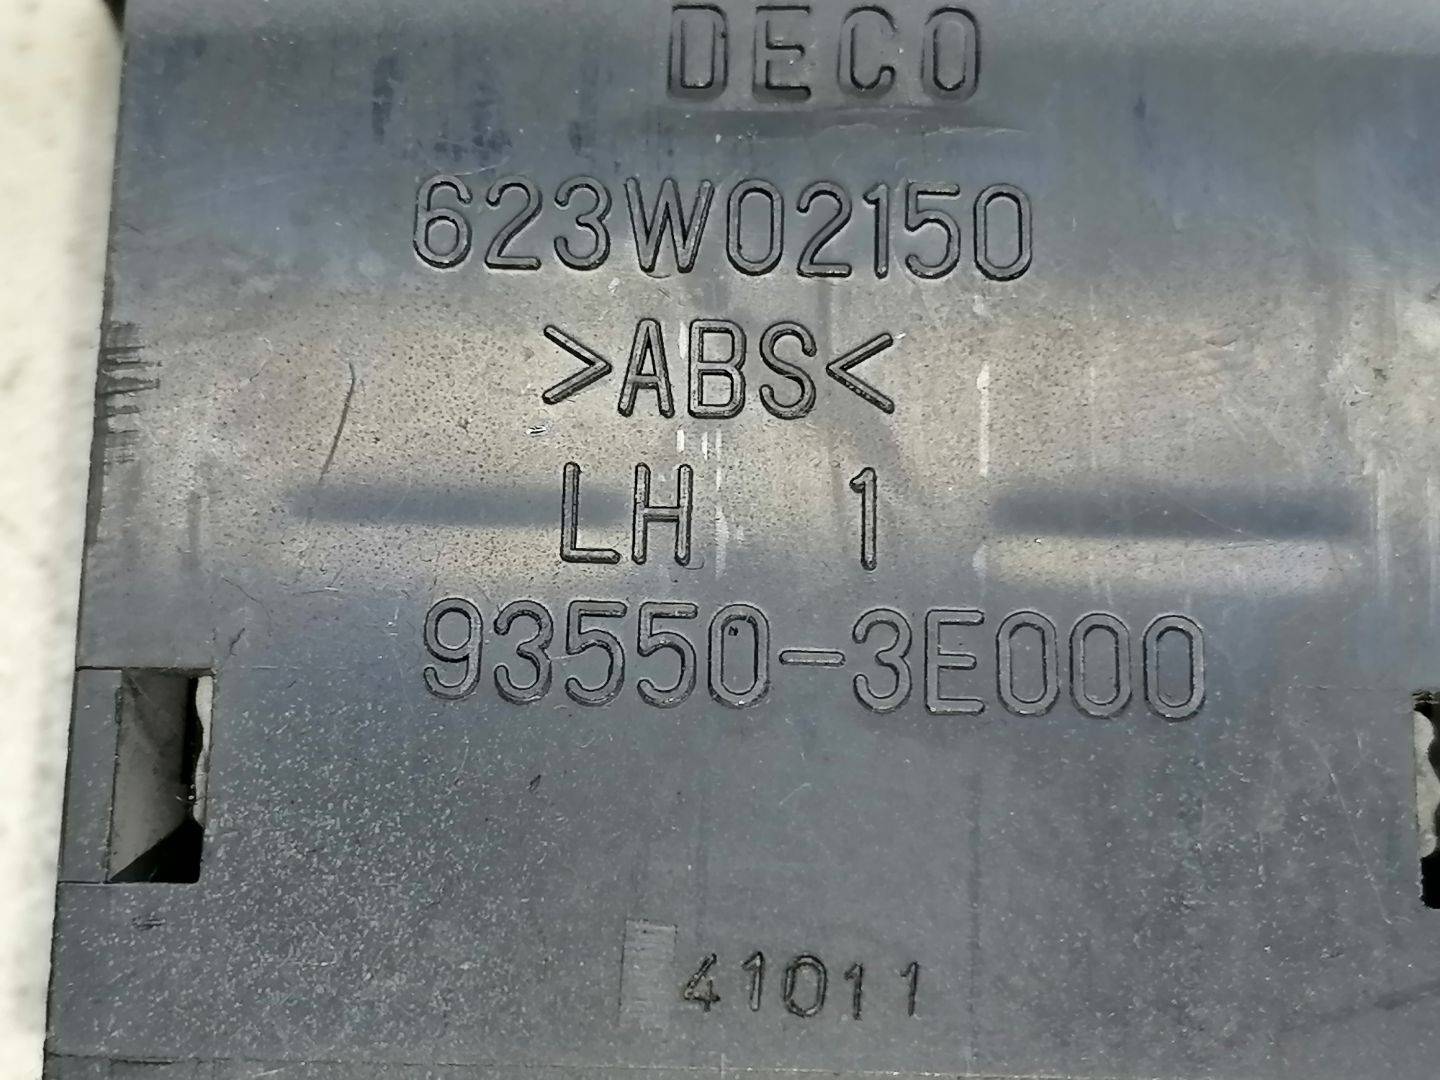 DECO
623W02150
>ABS<
LH 1
93550-3E000
41011